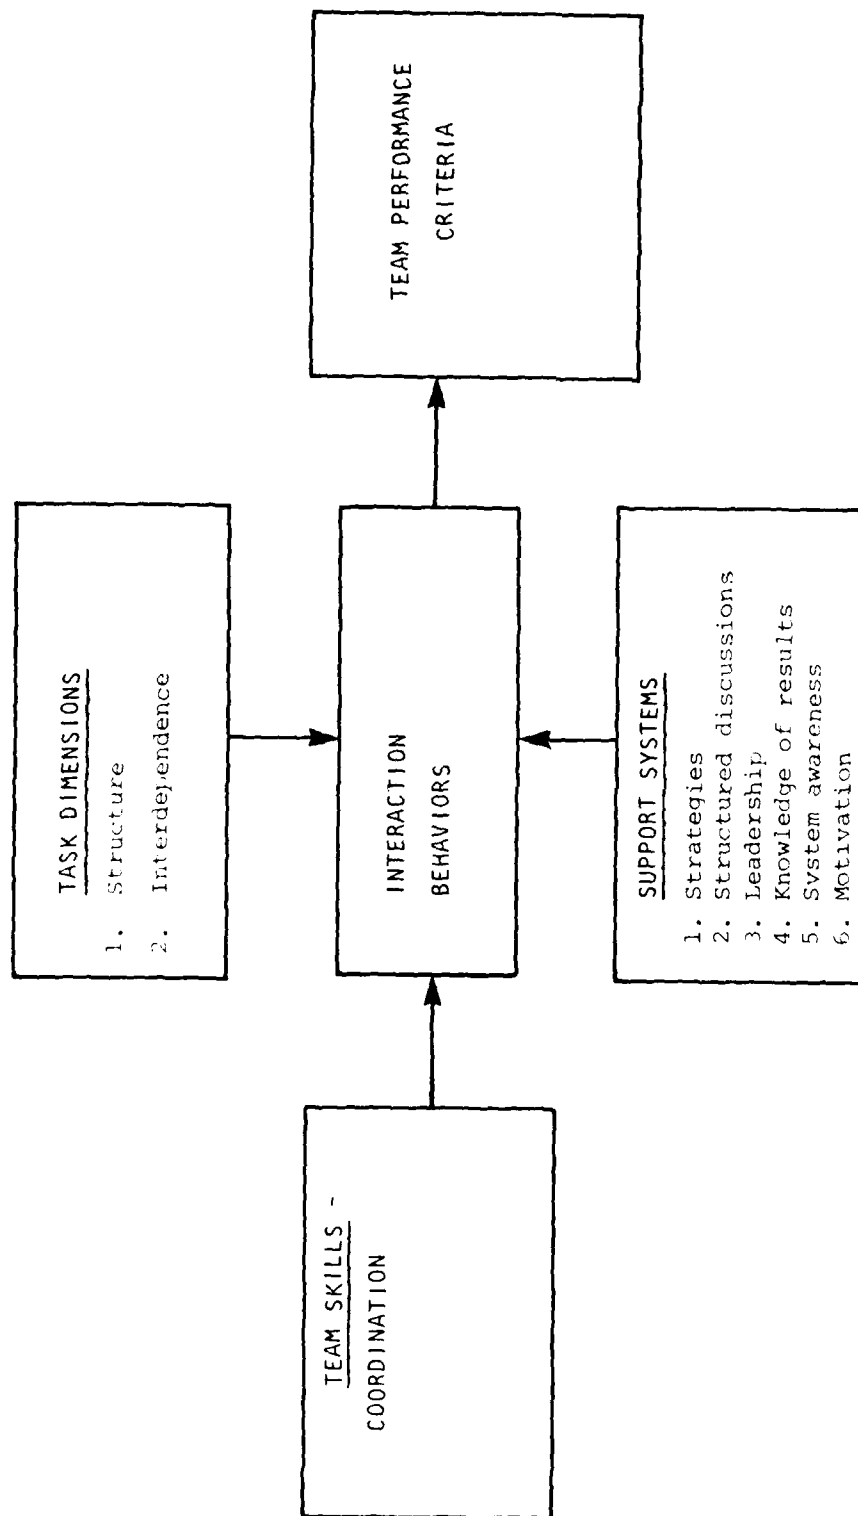 TASK DIMENSIONS
1. Structure
2. Interdependence
TEAM SKILLS -
COORDINATION
INTERACTION
BEHAVIORS
TEAM PERFORMANCE
CRITERIA
SUPPORT SYSTEMS
1. Strategies
2. Structured discussions
3. Leadership
4. Knowledge of results
5. System awareness
6. Motivation